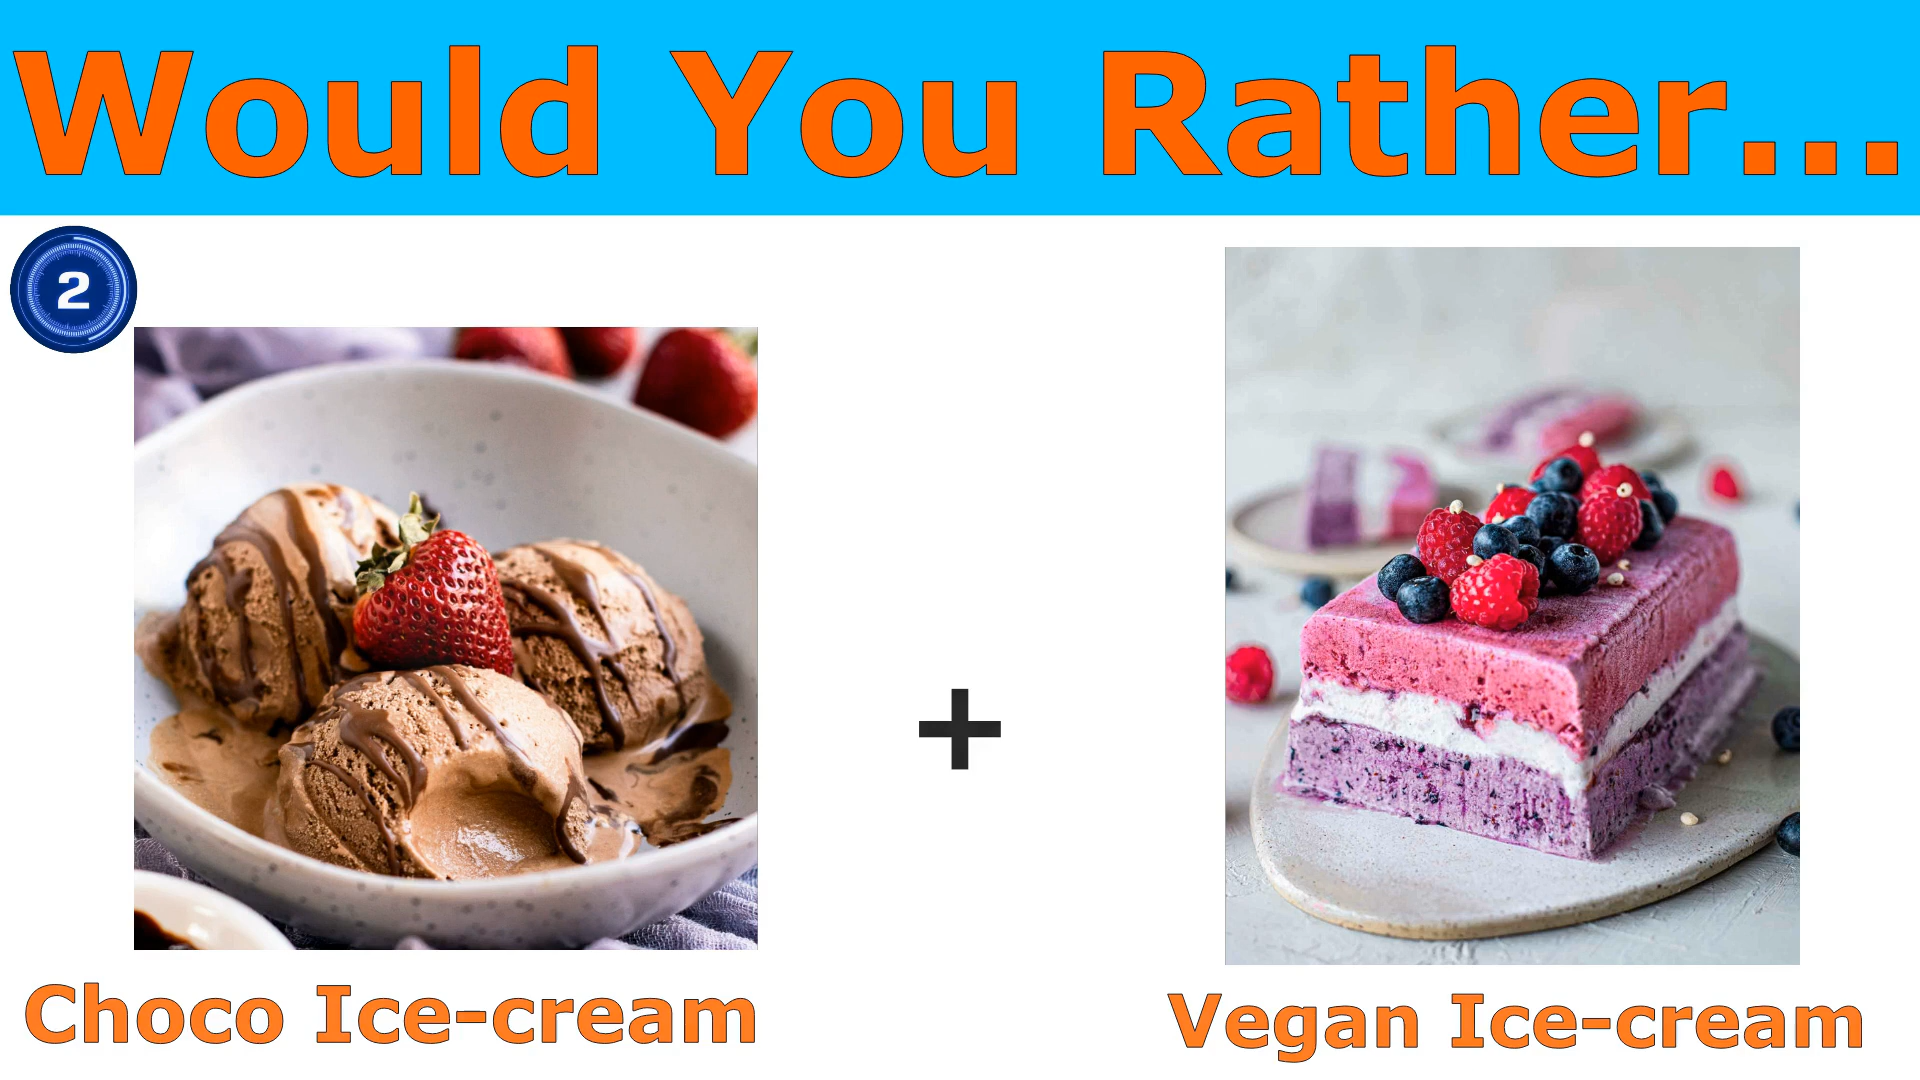 Would You Rather...
2
+
Choco Ice-cream
Vegan Ice-cream